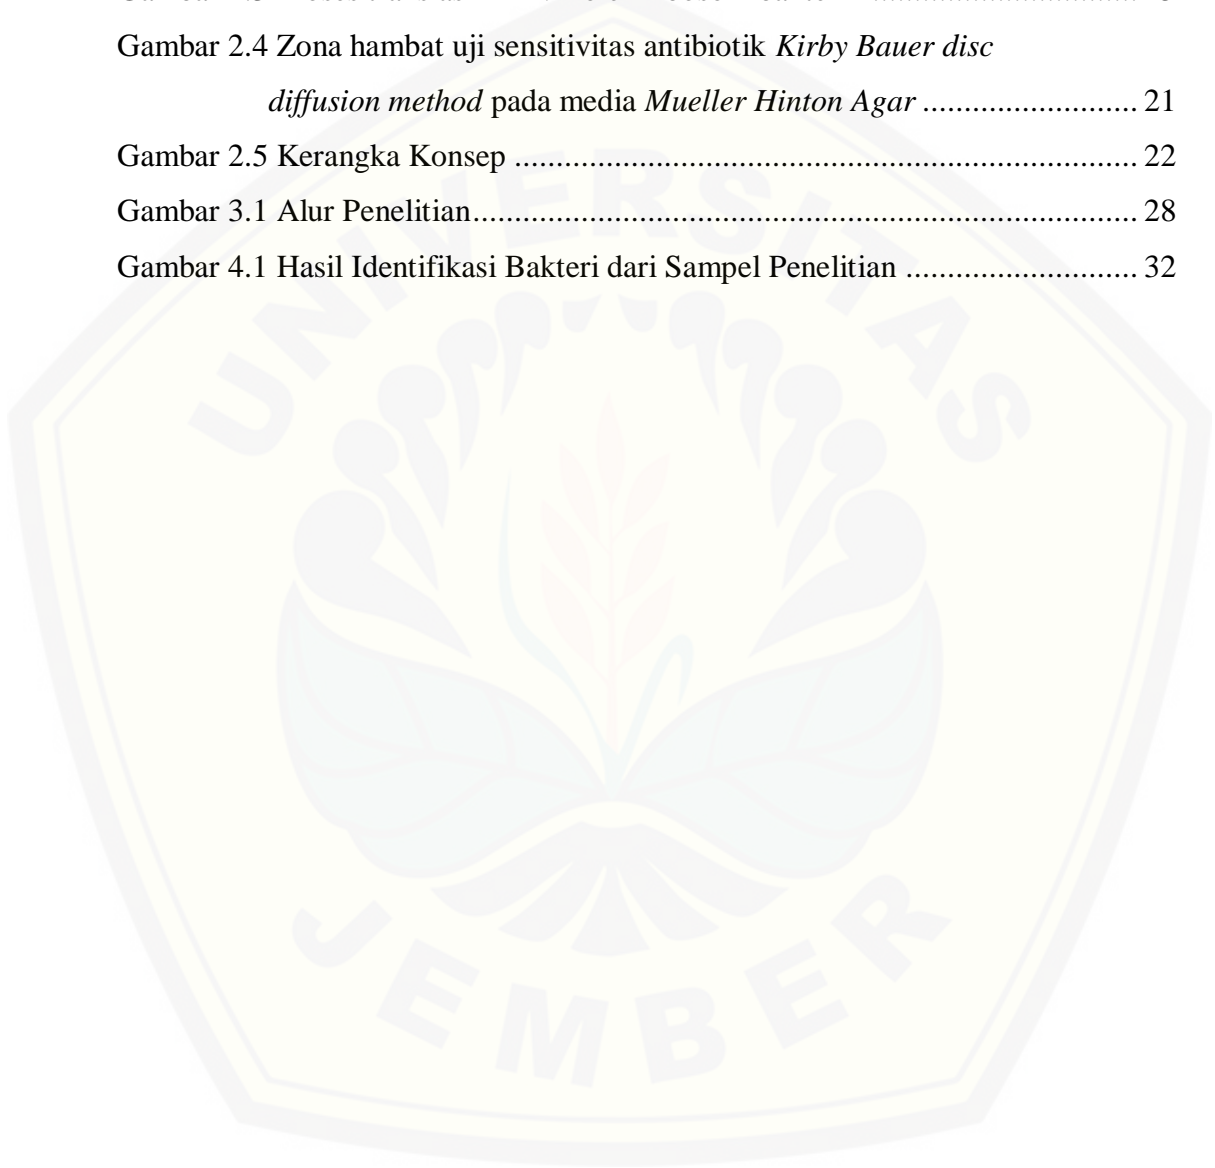 Gambar 2.4 Zona hambat uji sensitivitas antibiotik Kirby Bauer disc
diffusion method pada media Mueller Hinton Agar ........................ 21
Gambar 2.5 Kerangka Konsep ............................................................... 22
Gambar 3.1 Alur Penelitian................................................................... 28
Gambar 4.1 Hasil Identifikasi Bakteri dari Sampel Penelitian ........................ 32
UNIVERSITAS
JEMBER